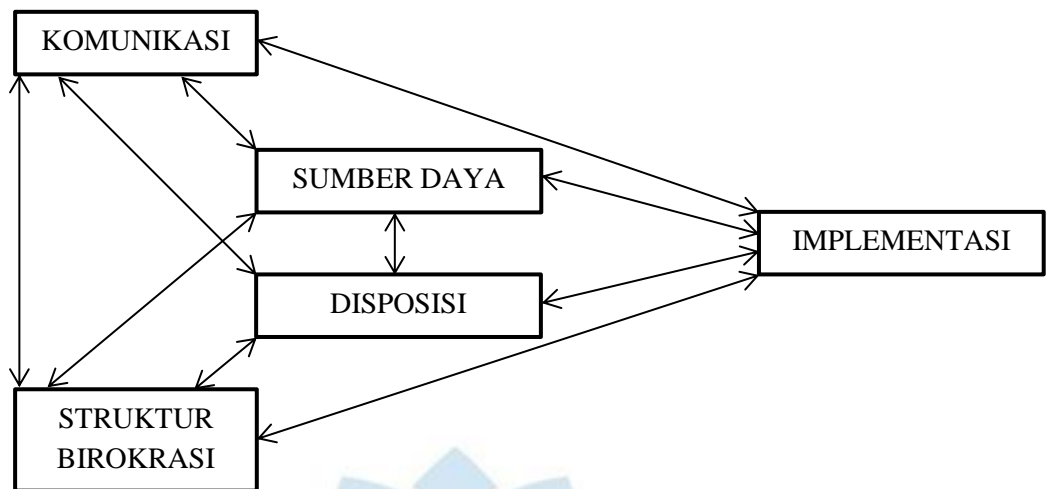 KOMUNIKASI
SUMBER DAYA
IMPLEMENTASI
DISPOSISI
STRUKTUR
BIROKRASI